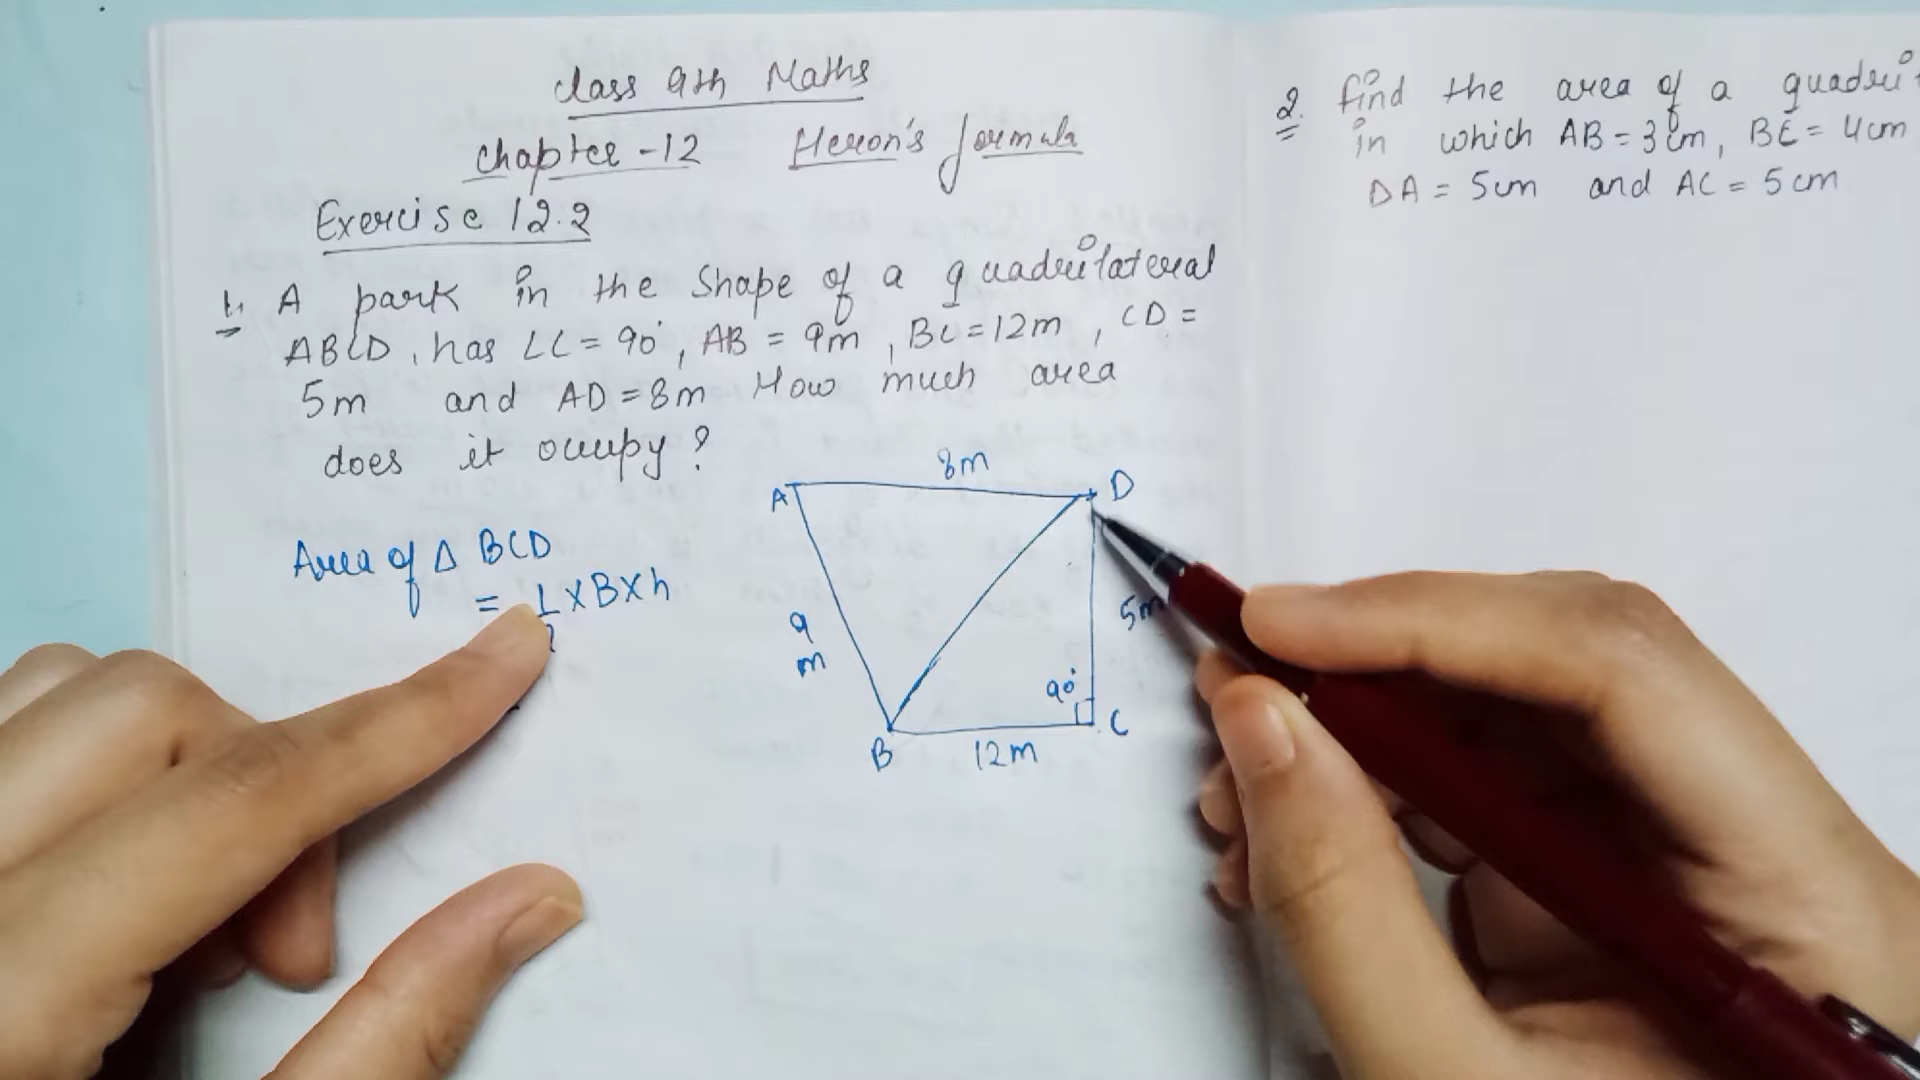 Class 9th Maths
Chapter-12 Heron's formula
Exercise 12.2
1. A park in the shape of a quadrilateral
ABCD, has ∠C = 90°, AB = 9m, BC = 12m, CD =
5m and AD = 8m How much area
does it occupy?
8m
A
D
Area of Δ BCD
= 1/2 × B × h
9
m
5m
90°
B
C
12m
2. find the area of a
in which AB = 3cm, BC = 4cm
DA = 5cm and AC = 5cm